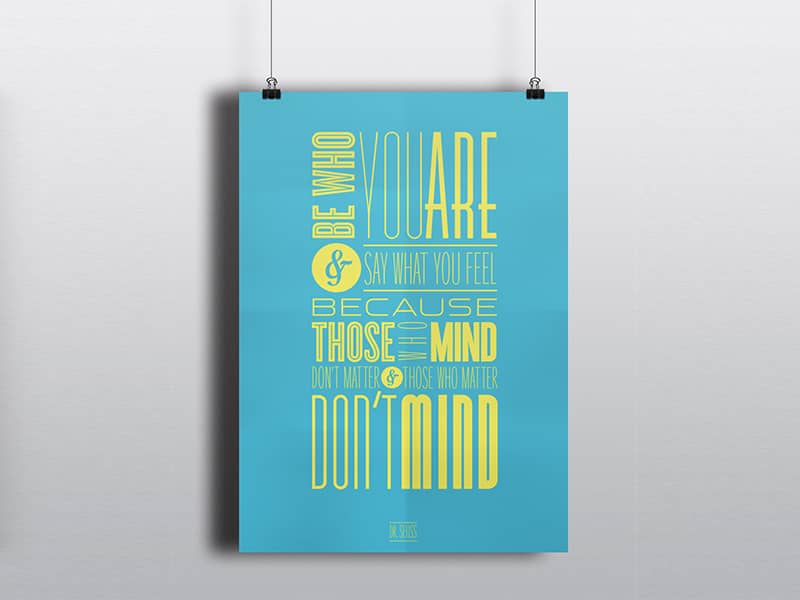 BE WHO YOU ARE
& SAY WHAT YOU FEEL
BECAUSE
THOSE WHO MIND
DON'T MATTER & THOSE WHO MATTER
DON'T MIND
DR. SEUSS